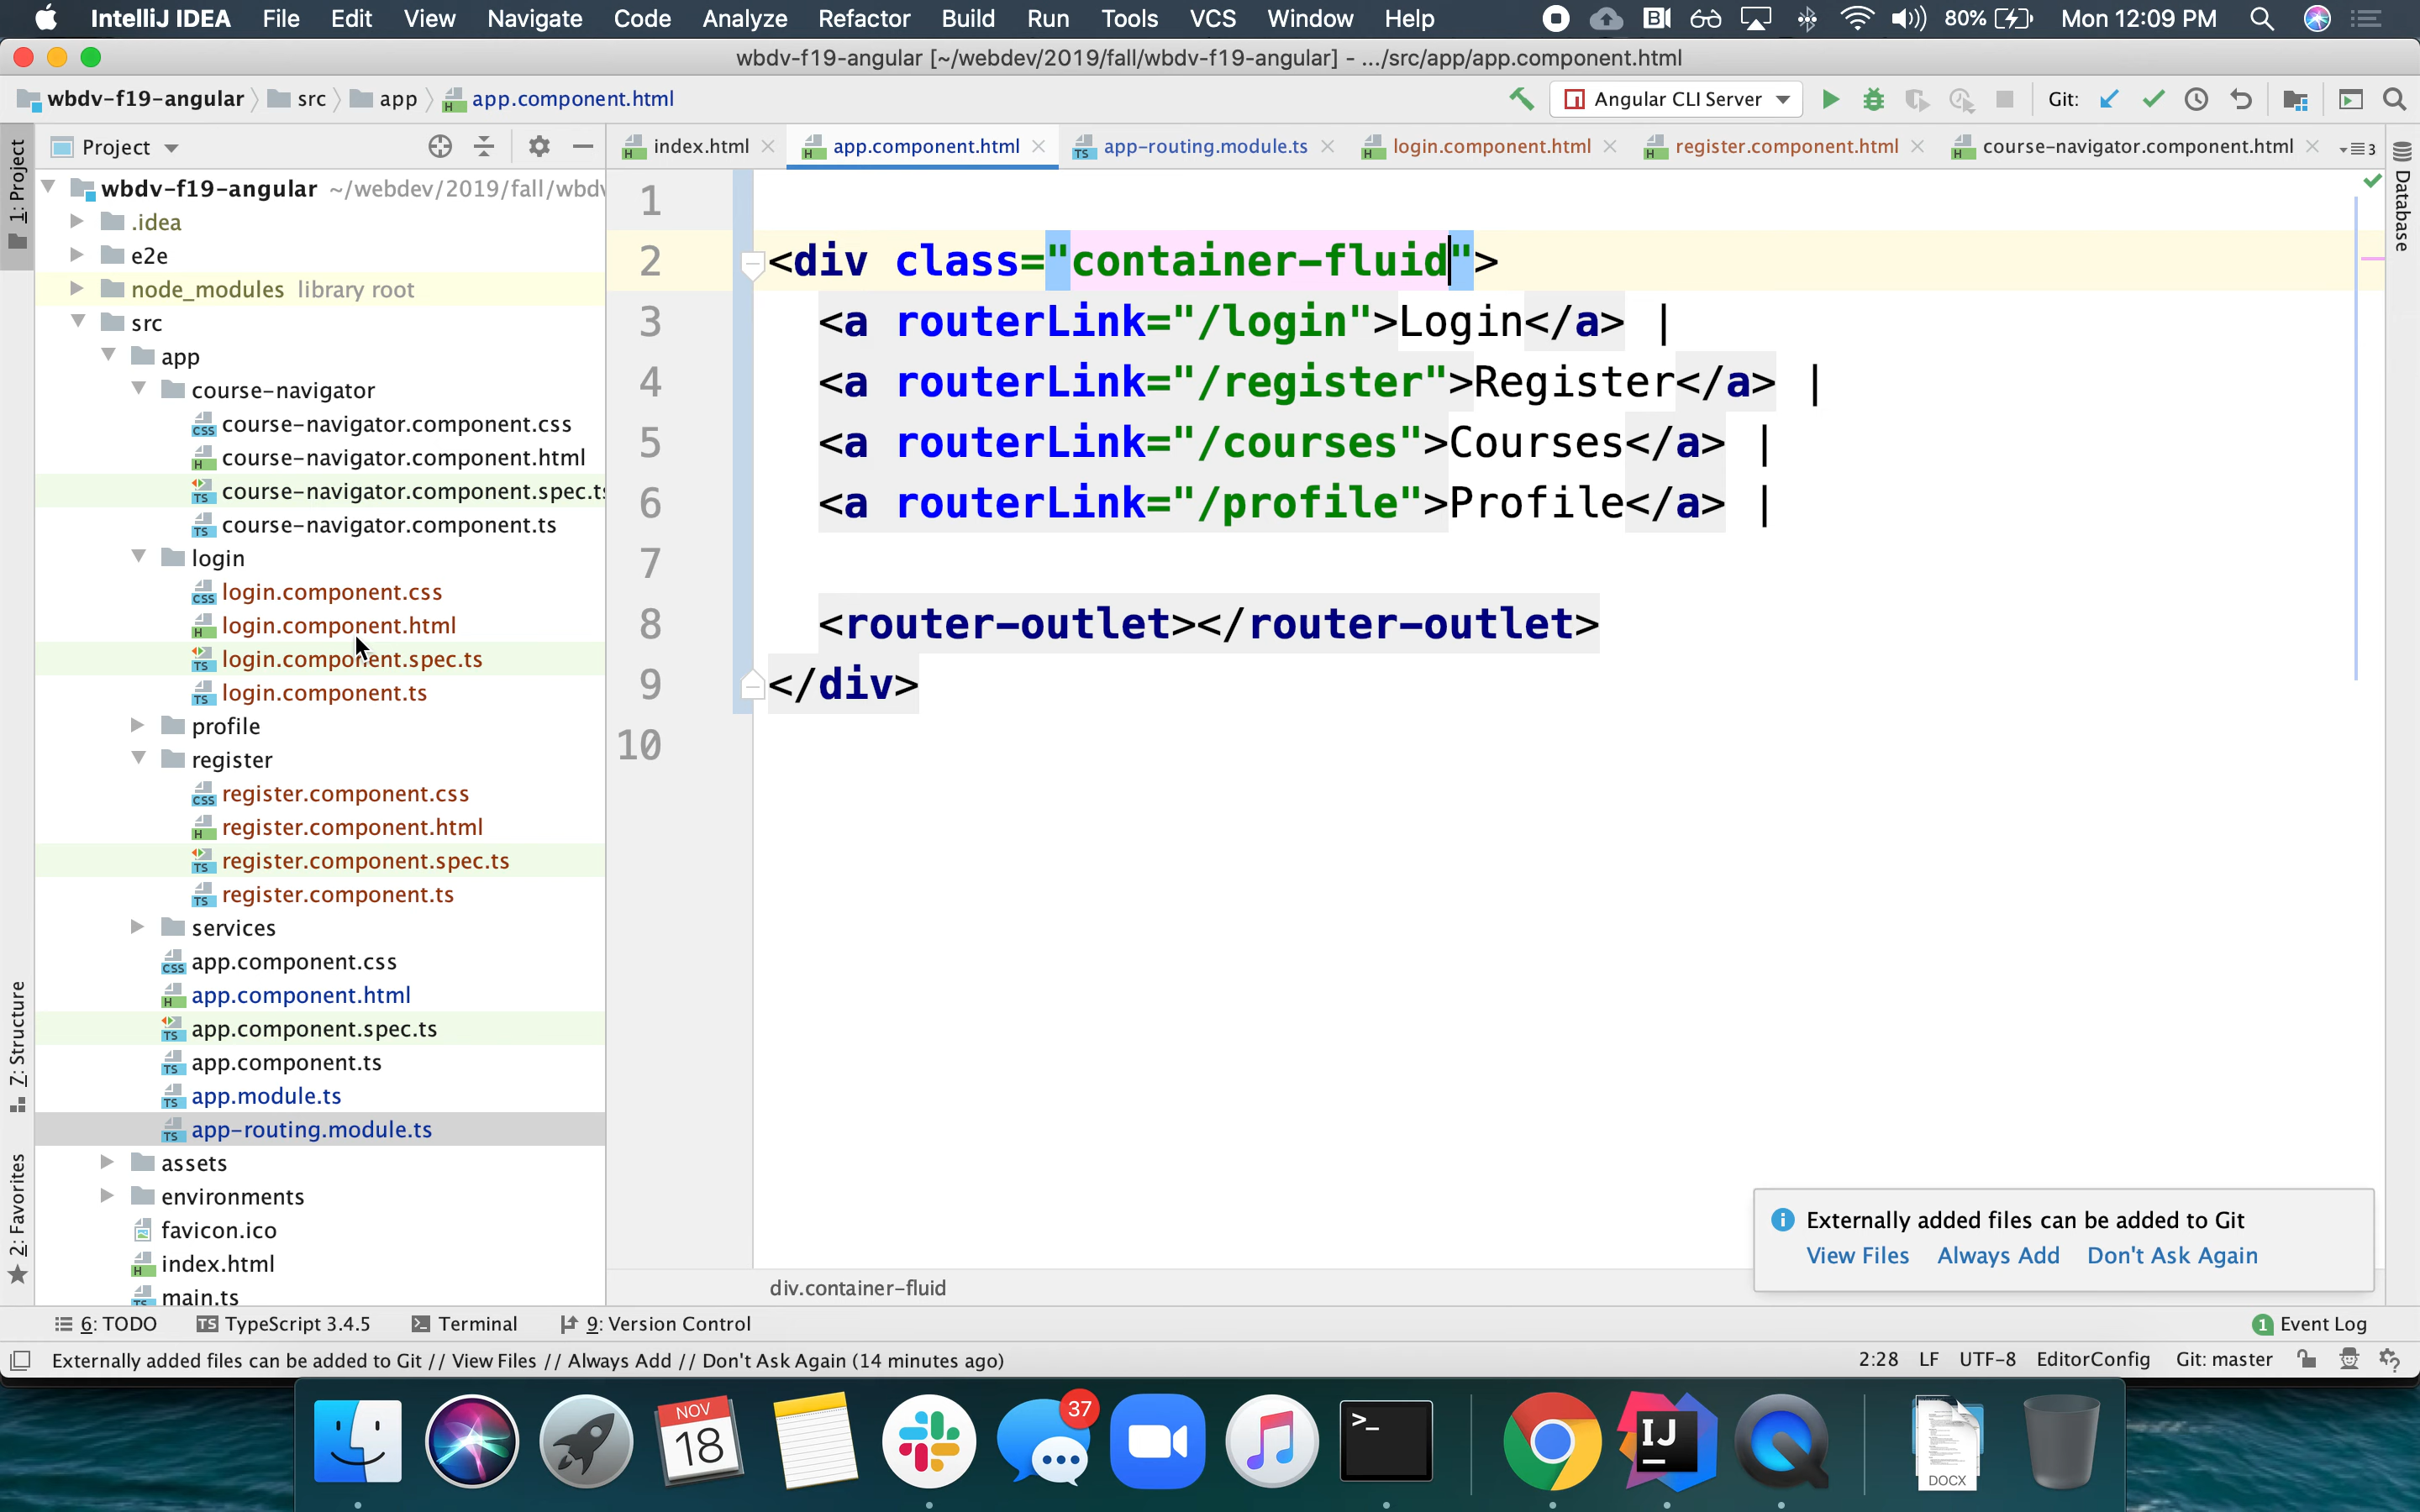 IntelliJ IDEA File Edit View Navigate Code Analyze Refactor Build Run Tools VCS Window Help 80% Mon 12:09 PM
wbdv-f19-angular [~/webdev/2019/fall/wbdv-f19-angular] - .../src/app/app.component.html
wbdv-f19-angular src app app.component.html Angular CLI Server Git:
Project index.html app.component.html app-routing.module.ts login.component.html register.component.html course-navigator.component.html 3
1: Project
Z: Structure
2: Favorites
Database
wbdv-f19-angular ~/webdev/2019/fall/wbdv
.idea
e2e
node_modules library root
src
app
course-navigator
course-navigator.component.css
course-navigator.component.html
course-navigator.component.spec.ts
course-navigator.component.ts
login
login.component.css
login.component.html
login.component.spec.ts
login.component.ts
profile
register
register.component.css
register.component.html
register.component.spec.ts
register.component.ts
services
app.component.css
app.component.html
app.component.spec.ts
app.component.ts
app.module.ts
app-routing.module.ts
assets
environments
favicon.ico
index.html
main.ts
1
2 <div class="container-fluid">
3 <a routerLink="/login">Login</a> |
4 <a routerLink="/register">Register</a> |
5 <a routerLink="/courses">Courses</a> |
6 <a routerLink="/profile">Profile</a> |
7
8 <router-outlet></router-outlet>
9 </div>
10
Externally added files can be added to Git
View Files Always Add Don't Ask Again
div.container-fluid
6: TODO TypeScript 3.4.5 Terminal 9: Version Control 1 Event Log
Externally added files can be added to Git // View Files // Always Add // Don't Ask Again (14 minutes ago) 2:28 LF UTF-8 EditorConfig Git: master
NOV
18
37
>_
IJ
DOCX